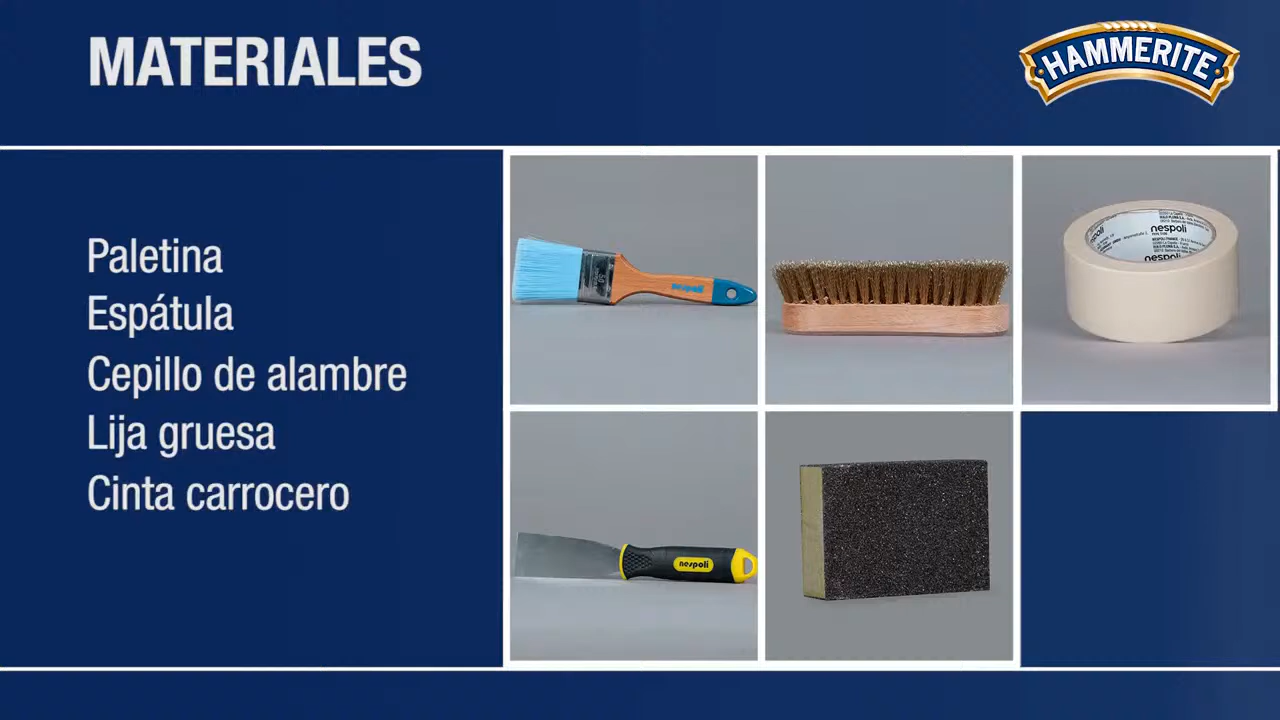 MATERIALES
HAMMERITE
Paletina
Espátula
Cepillo de alambre
Lija gruesa
Cinta carrocero
nespoli
nespoli
nespoli
nespoli